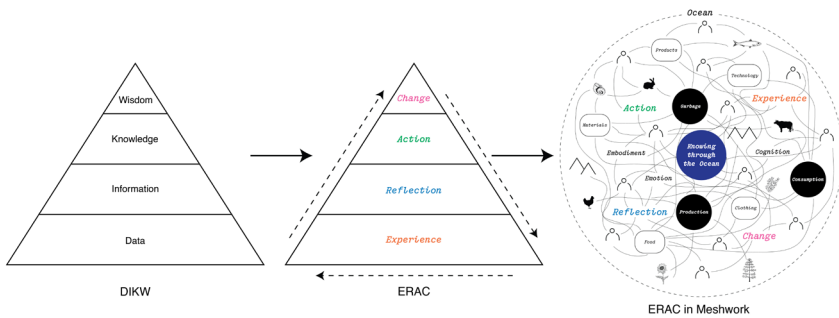 Wisdom
Knowledge
Information
Data
DIKW
Change
Action
Reflection
Experience
ERAC
Ocean
Products
Technology
Action
Garbage
Experience
Materials
Embodiment
Knowing
through
the Ocean
Cognition
Emotion
Consumption
Reflection
Production
Clothing
Food
Change
ERAC in Meshwork